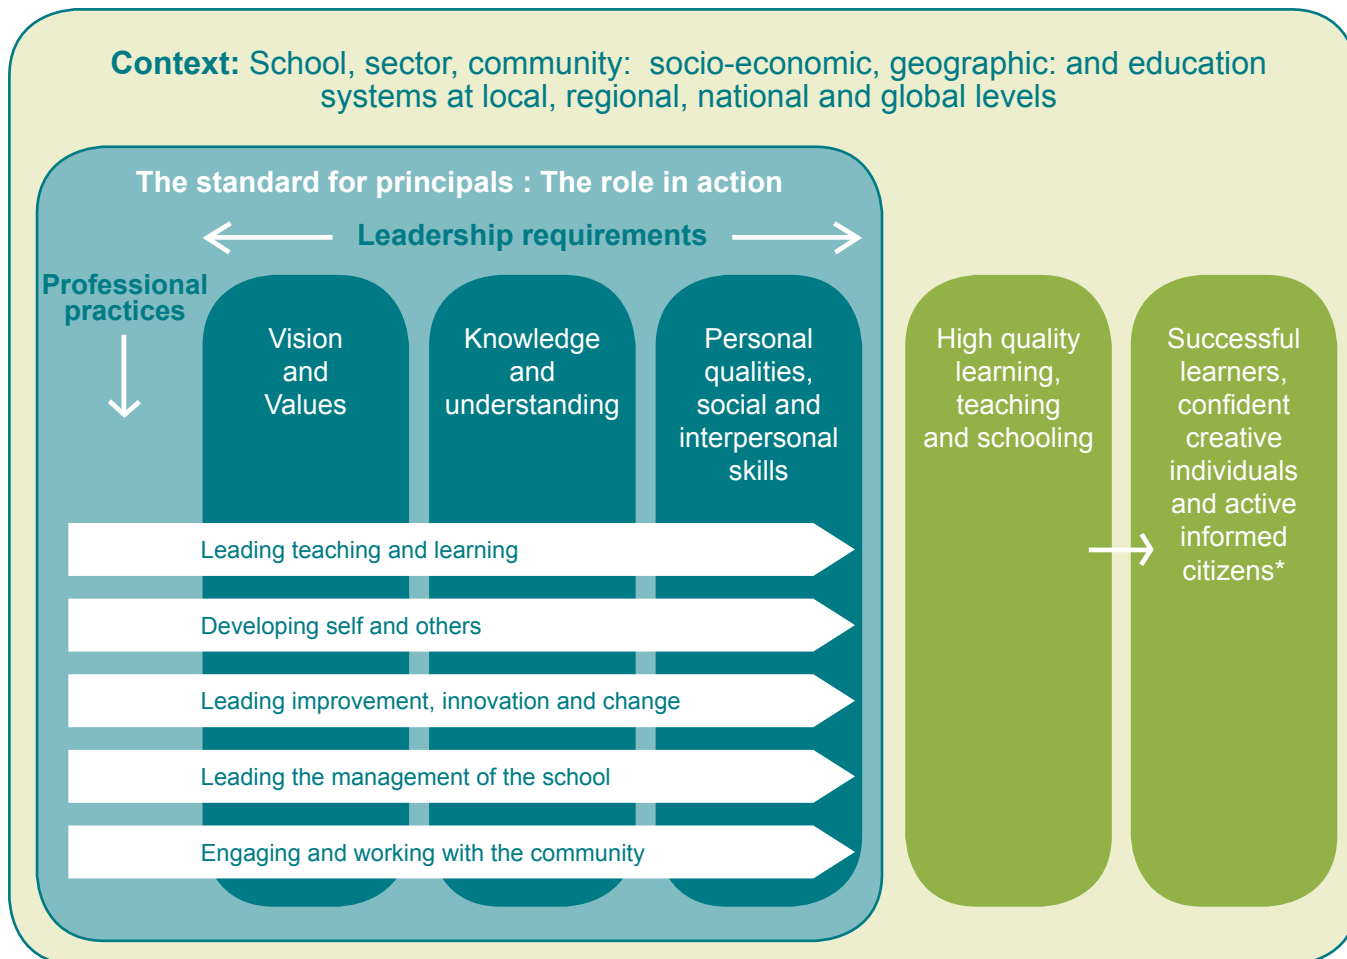 Context: School, sector, community:  socio-economic, geographic: and education
systems at local, regional, national and global levels
The standard for principals : The role in action
Leadership requirements
Professional
practices
Vision
and
Values
Knowledge
and
understanding
Personal
qualities,
social and
interpersonal
skills
High quality
learning,
teaching
and schooling
Successful
learners,
confident
creative
individuals
and active
informed
citizens*
Leading teaching and learning
Developing self and others
Leading improvement, innovation and change
Leading the management of the school
Engaging and working with the community